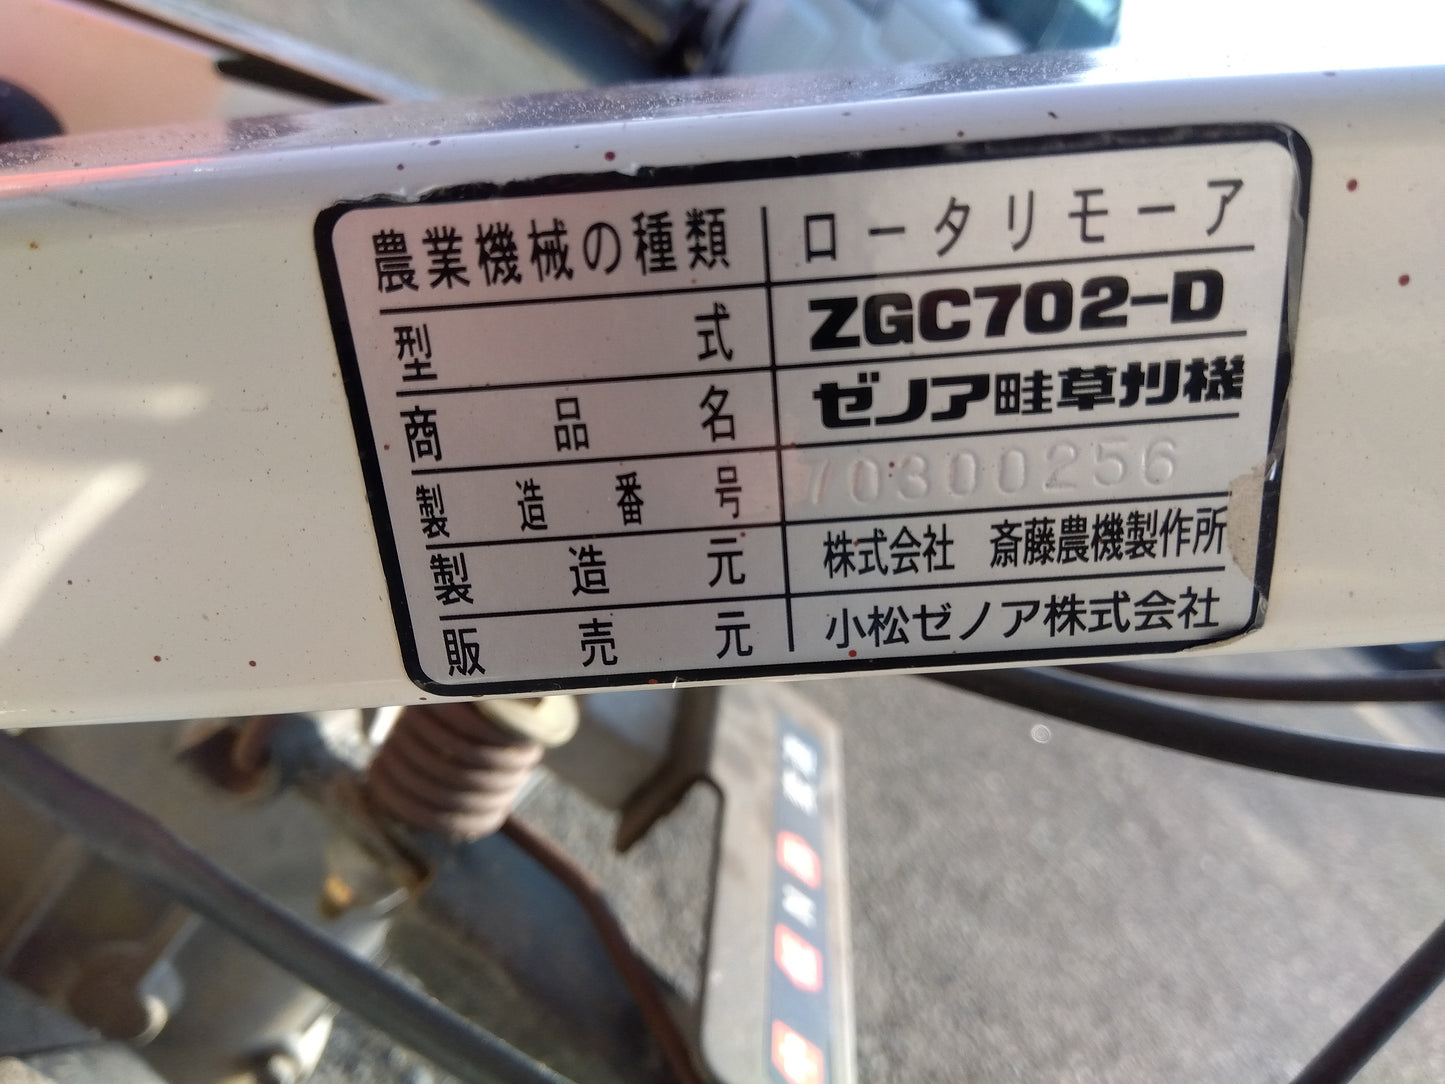 農業機械の種類 ロータリモーア
型式 ZGC702-D
商品名 ゼノア畦草刈機
製造番号 70300256
製造元 株式会社 斎藤農機製作所
販売元 小松ゼノア株式会社